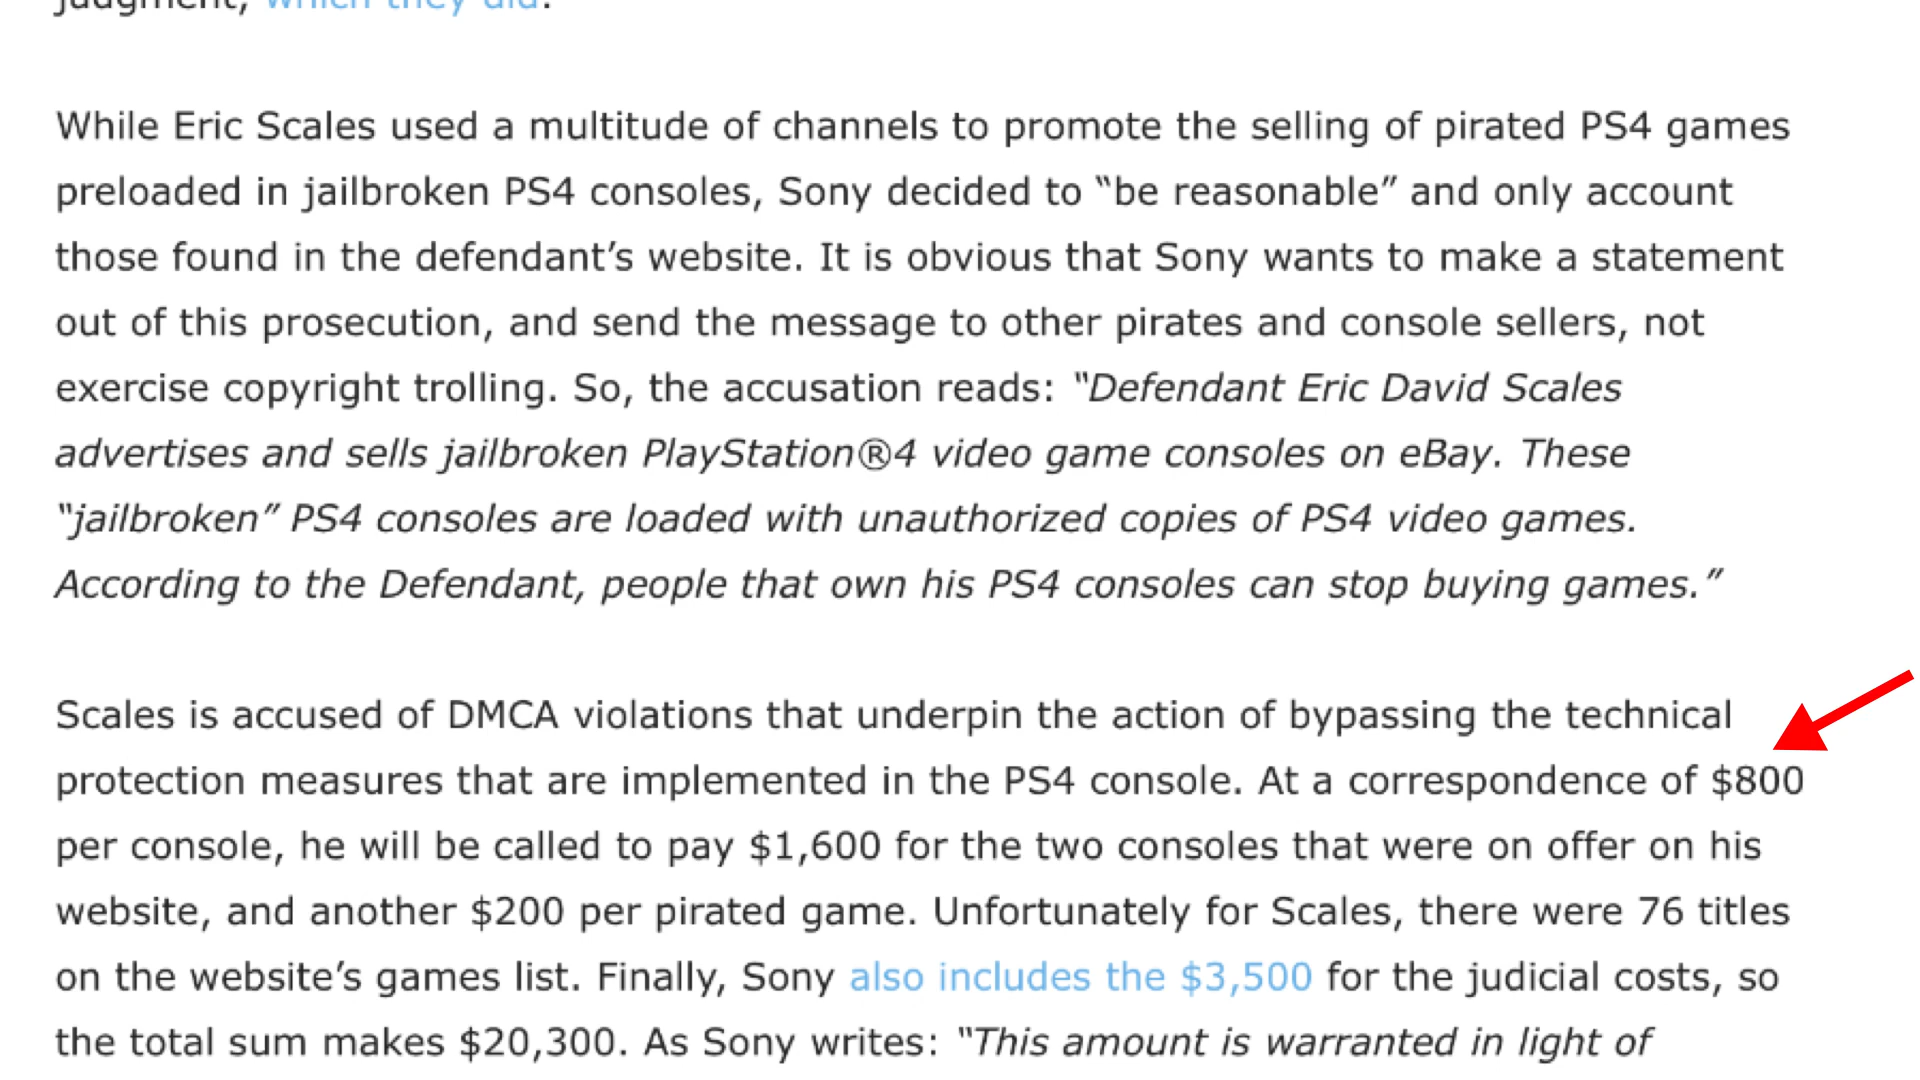 judgment, which they did.
While Eric Scales used a multitude of channels to promote the selling of pirated PS4 games
preloaded in jailbroken PS4 consoles, Sony decided to “be reasonable” and only account
those found in the defendant’s website. It is obvious that Sony wants to make a statement
out of this prosecution, and send the message to other pirates and console sellers, not
exercise copyright trolling. So, the accusation reads: “Defendant Eric David Scales
advertises and sells jailbroken PlayStation®4 video game consoles on eBay. These
“jailbroken” PS4 consoles are loaded with unauthorized copies of PS4 video games.
According to the Defendant, people that own his PS4 consoles can stop buying games.”
Scales is accused of DMCA violations that underpin the action of bypassing the technical
protection measures that are implemented in the PS4 console. At a correspondence of $800
per console, he will be called to pay $1,600 for the two consoles that were on offer on his
website, and another $200 per pirated game. Unfortunately for Scales, there were 76 titles
on the website’s games list. Finally, Sony also includes the $3,500 for the judicial costs, so
the total sum makes $20,300. As Sony writes: “This amount is warranted in light of